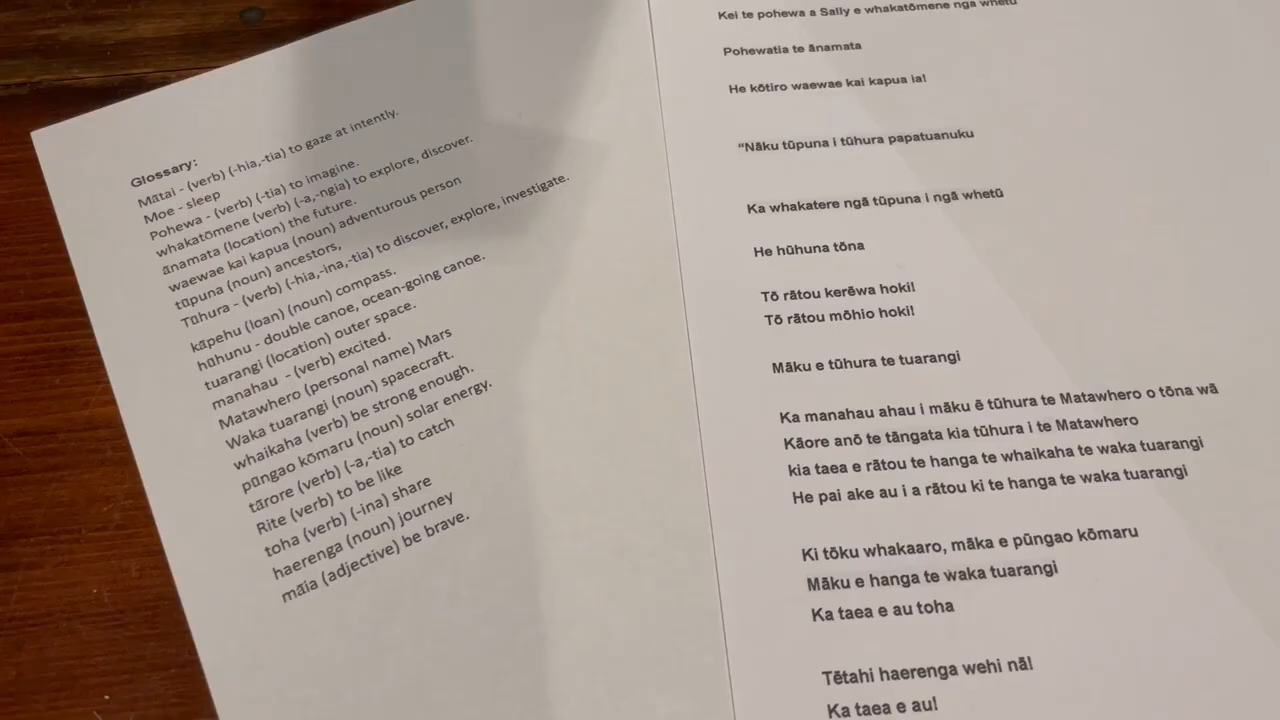 Glossary:
Mātai - (verb) (-hia,-tia) to gaze at intently.
Moe - sleep
Pohewa - (verb) (-tia) to imagine.
whakatōmene (verb) (-a,-ngia) to explore, discover.
ānamata (location) the future.
waewae kai kapua (noun) adventurous person
tūpuna (noun) ancestors,
Tūhura - (verb) (-hia,-ina,-tia) to discover, explore, investigate.
kāpehu (loan) (noun) compass.
hūhunu - double canoe, ocean-going canoe.
tuarangi (location) outer space.
manahau - (verb) excited.
Matawhero (personal name) Mars
Waka tuarangi (noun) spacecraft.
whaikaha (verb) be strong enough.
pūngao kōmaru (noun) solar energy.
tārore (verb) (-a,-tia) to catch
Rite (verb) to be like
toha (verb) (-ina) share
haerenga (noun) journey
māia (adjective) be brave.
Kei te pohewa a Sally e whakatōmene ngā whetū
Pohewatia te ānamata
He kōtiro waewae kai kapua ia!
“Nāku tūpuna i tūhura papatuanuku
Ka whakatere ngā tūpuna i ngā whetū
He hūhuna tōna
Tō rātou kerēwa hoki!
Tō rātou mōhio hoki!
Māku e tūhura te tuarangi
Ka manahau ahau i māku ē tūhura te Matawhero o tōna wā
Kāore anō te tāngata kia tūhura i te Matawhero
kia taea e rātou te hanga te whaikaha te waka tuarangi
He pai ake au i a rātou ki te hanga te waka tuarangi
Ki tōku whakaaro, māka e pūngao kōmaru
Māku e hanga te waka tuarangi
Ka taea e au toha
Tētahi haerenga wehi nā!
Ka taea e au!